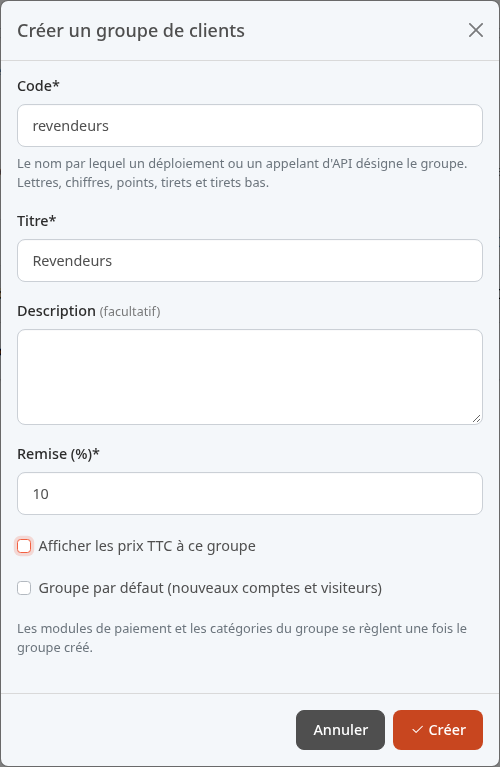 Créer un groupe de clients
Code*
revendeurs
Le nom par lequel un déploiement ou un appelant d'API désigne le groupe.
Lettres, chiffres, points, tirets et tirets bas.
Titre*
Revendeurs
Description (facultatif)
Remise (%)*
10
Afficher les prix TTC à ce groupe
Groupe par défaut (nouveaux comptes et visiteurs)
Les modules de paiement et les catégories du groupe se règlent une fois le
groupe créé.
Annuler
Créer